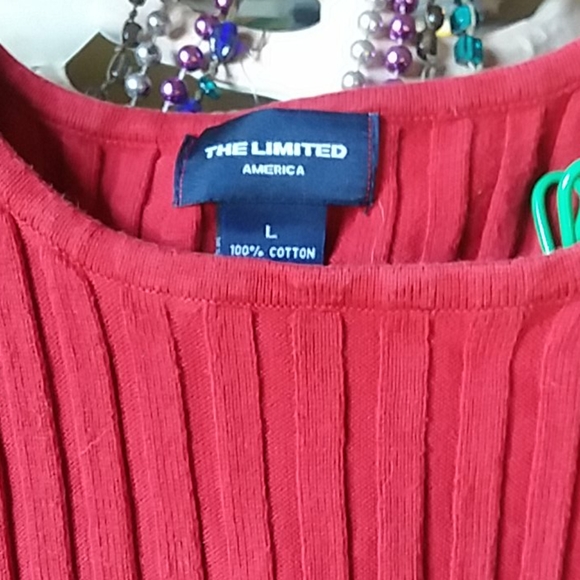 THE LIMITED
AMERICA
L
100% COTTON